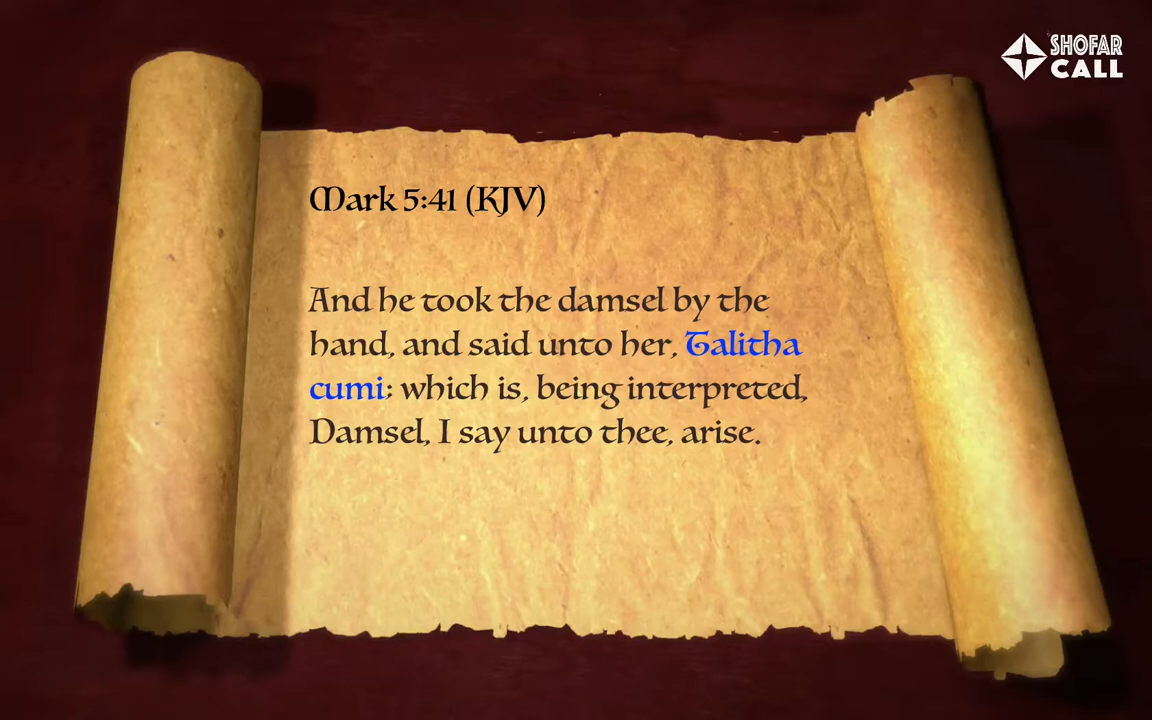 SHOFAR
CALL
Mark 5:41 (KJV)
And he took the damsel by the
hand, and said unto her, Talitha
cumi; which is, being interpreted,
Damsel, I say unto thee, arise.